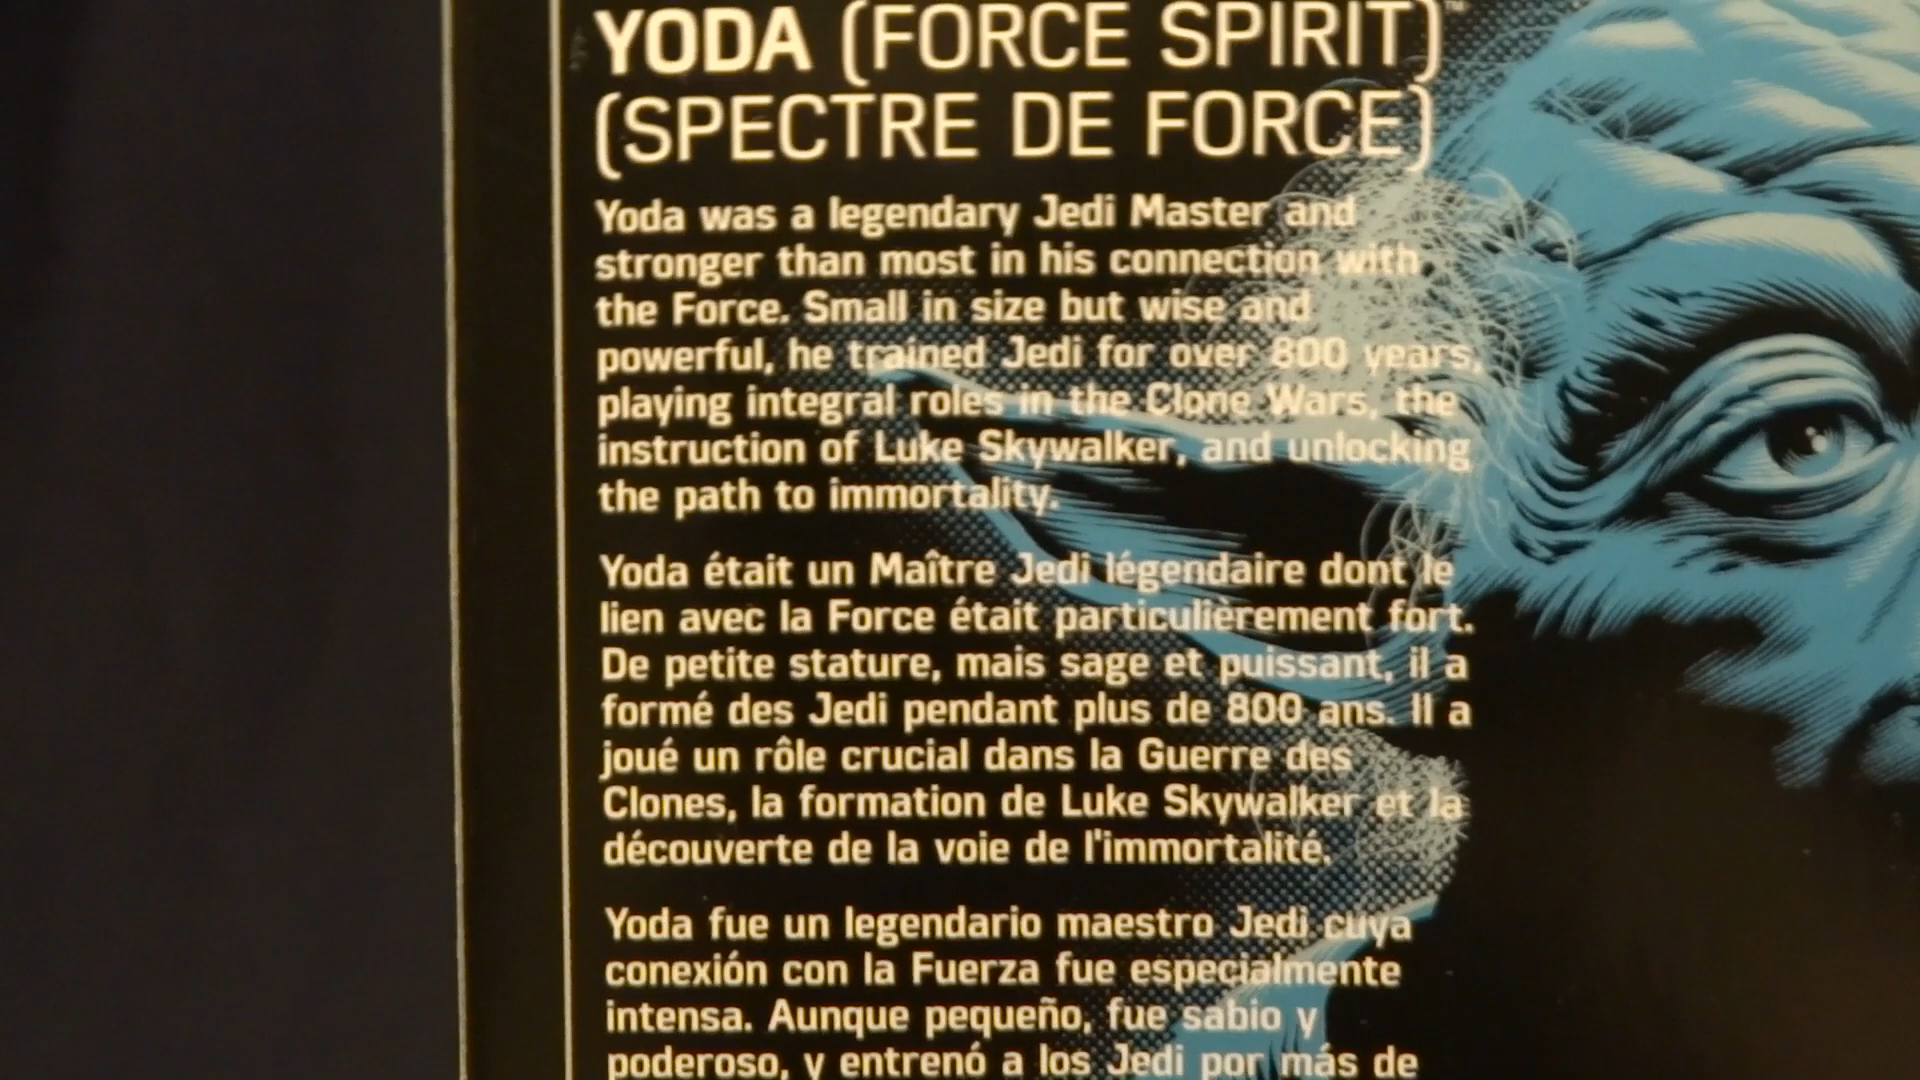 YODA (FORCE SPIRIT)™
(SPECTRE DE FORCE)
Yoda was a legendary Jedi Master and
stronger than most in his connection with
the Force. Small in size but wise and
powerful, he trained Jedi for over 800 years,
playing integral roles in the Clone Wars, the
instruction of Luke Skywalker, and unlocking
the path to immortality.
Yoda était un Maître Jedi légendaire dont le
lien avec la Force était particulièrement fort.
De petite stature, mais sage et puissant, il a
formé des Jedi pendant plus de 800 ans. Il a
joué un rôle crucial dans la Guerre des
Clones, la formation de Luke Skywalker et la
découverte de la voie de l'immortalité.
Yoda fue un legendario maestro Jedi cuya
conexión con la Fuerza fue especialmente
intensa. Aunque pequeño, fue sabio y
poderoso, y entrenó a los Jedi por más de